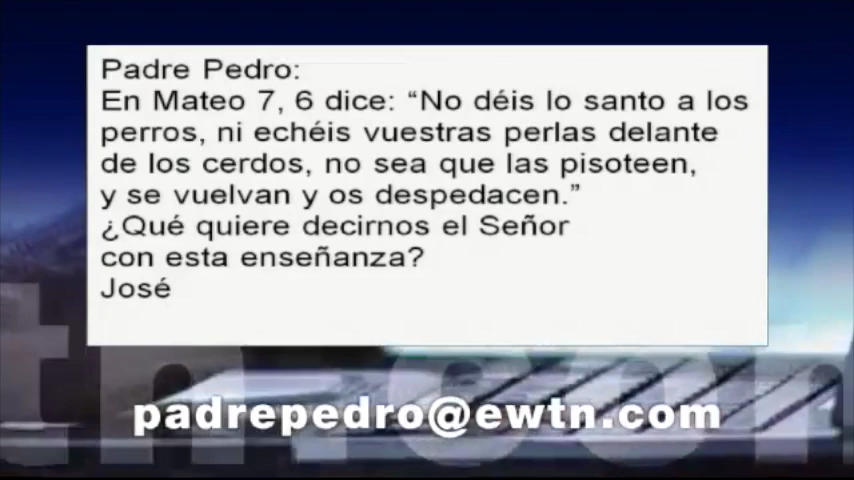 Padre Pedro:
En Mateo 7, 6 dice: “No déis lo santo a los
perros, ni echéis vuestras perlas delante
de los cerdos, no sea que las pisoteen,
y se vuelvan y os despedacen.”
¿Qué quiere decirnos el Señor
con esta enseñanza?
José
tn.com
padrepedro@ewtn.com